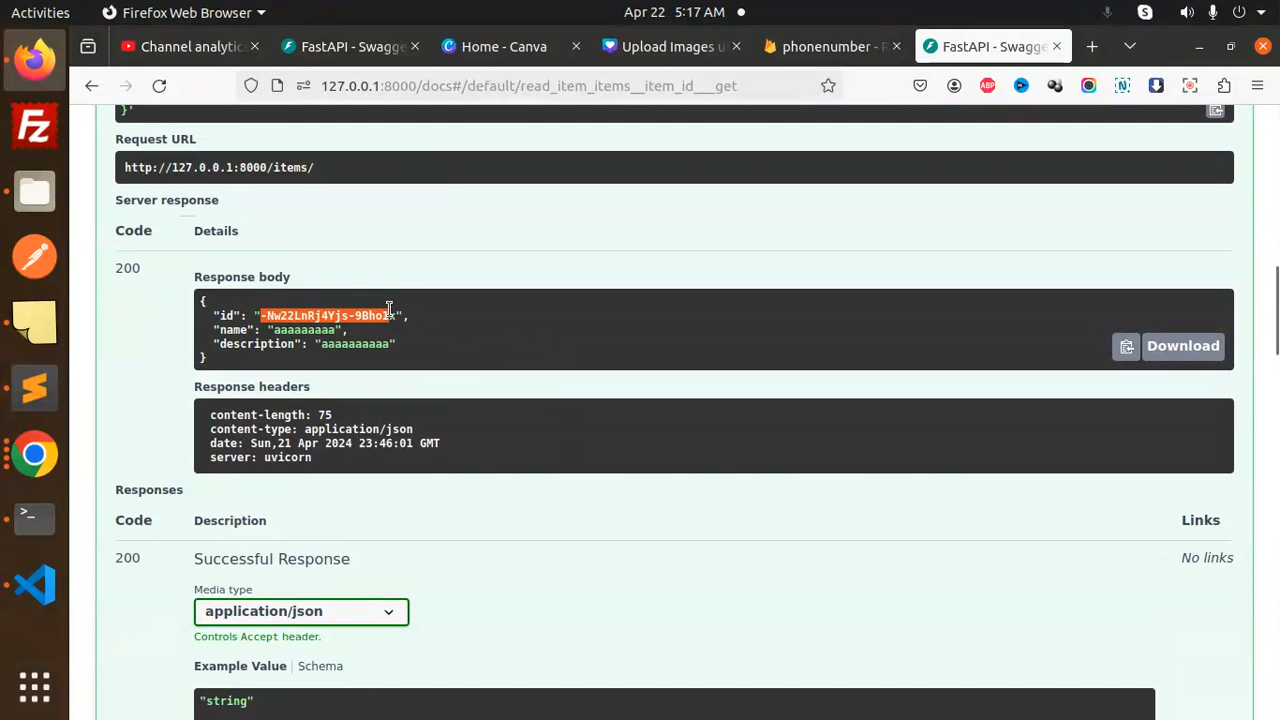 Activities
Firefox Web Browser
Apr 22 5:17 AM
Channel analytic
FastAPI - Swagge
Home - Canva
Upload Images u
phonenumber - F
FastAPI - Swagge
127.0.0.1:8000/docs#/default/read_item_items__item_id___get
}'
Request URL
http://127.0.0.1:8000/items/
Server response
Code
Details
200
Response body
{
"id": "-Nw22LnRj4Yjs-9Bho1x",
"name": "aaaaaaaaa",
"description": "aaaaaaaaaa"
}
Download
Response headers
content-length: 75
content-type: application/json
date: Sun,21 Apr 2024 23:46:01 GMT
server: uvicorn
Responses
Code
Description
Links
200
Successful Response
No links
Media type
application/json
Controls Accept header.
Example Value
Schema
"string"